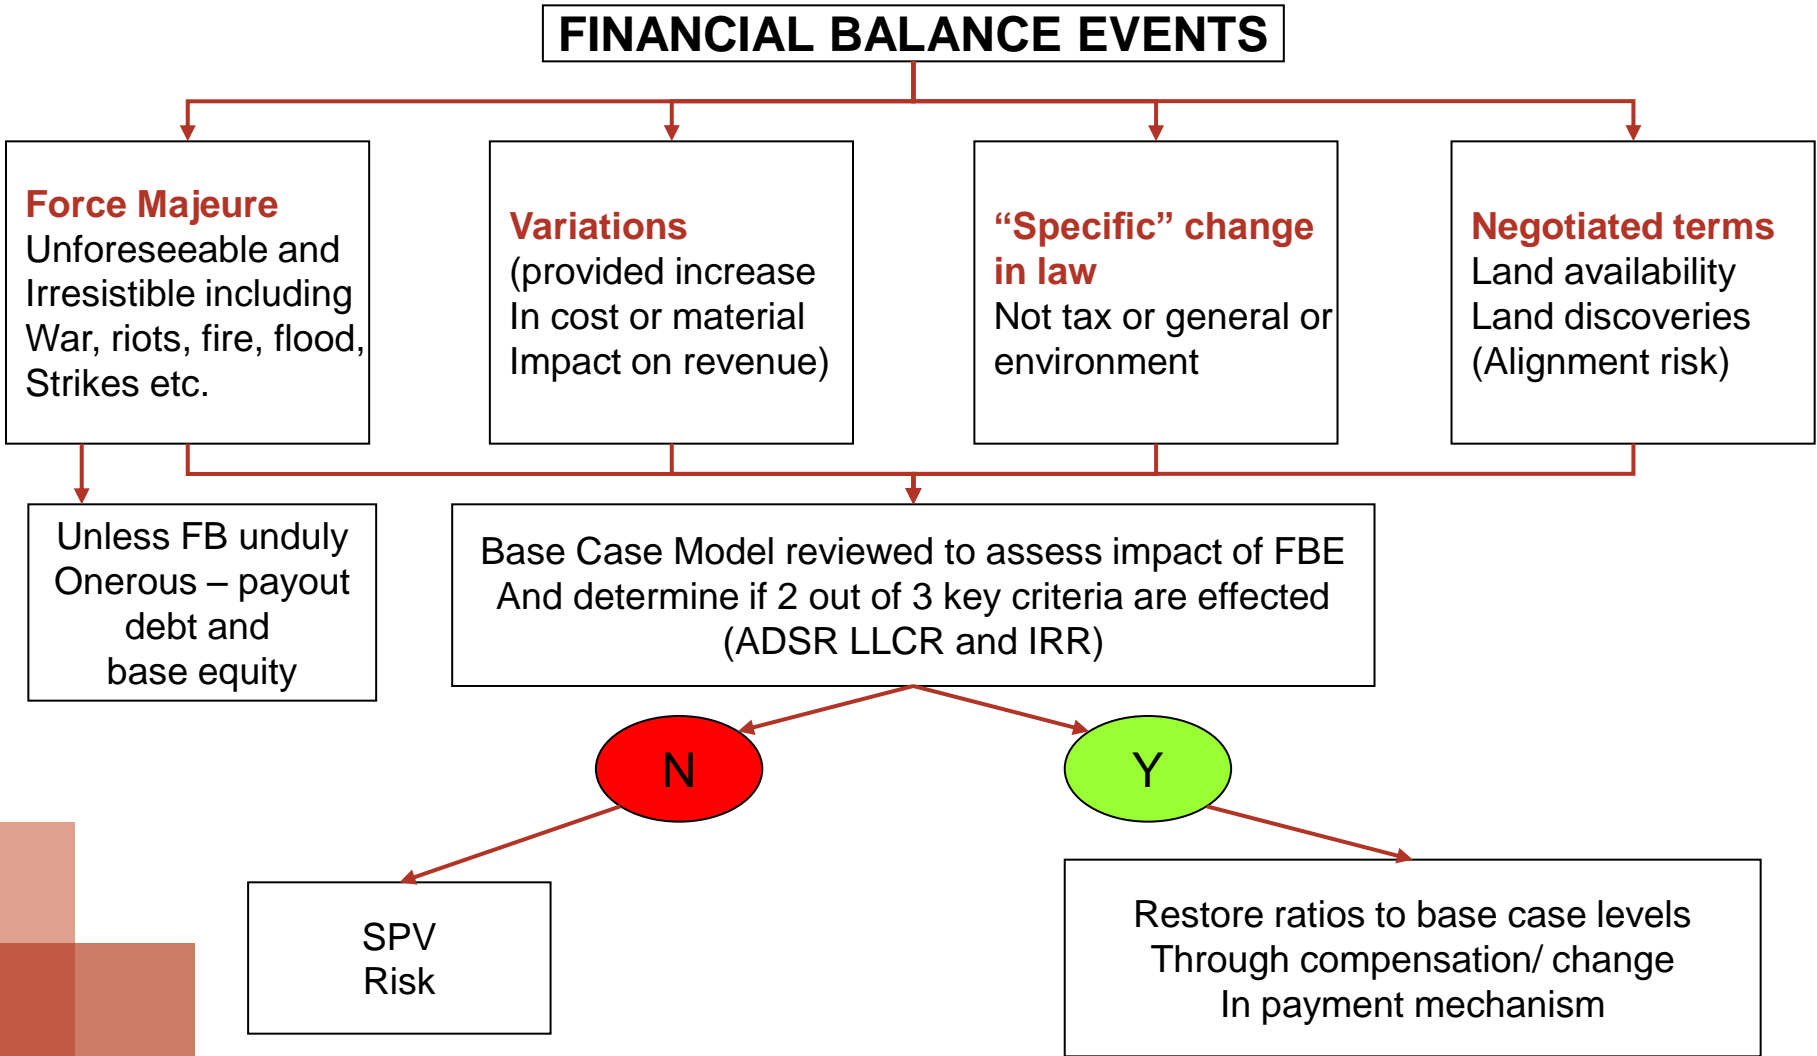 FINANCIAL BALANCE EVENTS
Force Majeure
Unforeseeable and
Irresistible including
War, riots, fire, flood,
Strikes etc.
Variations
(provided increase
In cost or material
Impact on revenue)
“Specific” change
in law
Not tax or general or
environment
Negotiated terms
Land availability
Land discoveries
(Alignment risk)
Unless FB unduly
Onerous – payout
debt and
base equity
Base Case Model reviewed to assess impact of FBE
And determine if 2 out of 3 key criteria are effected
(ADSR LLCR and IRR)
N
Y
SPV
Risk
Restore ratios to base case levels
Through compensation/ change
In payment mechanism